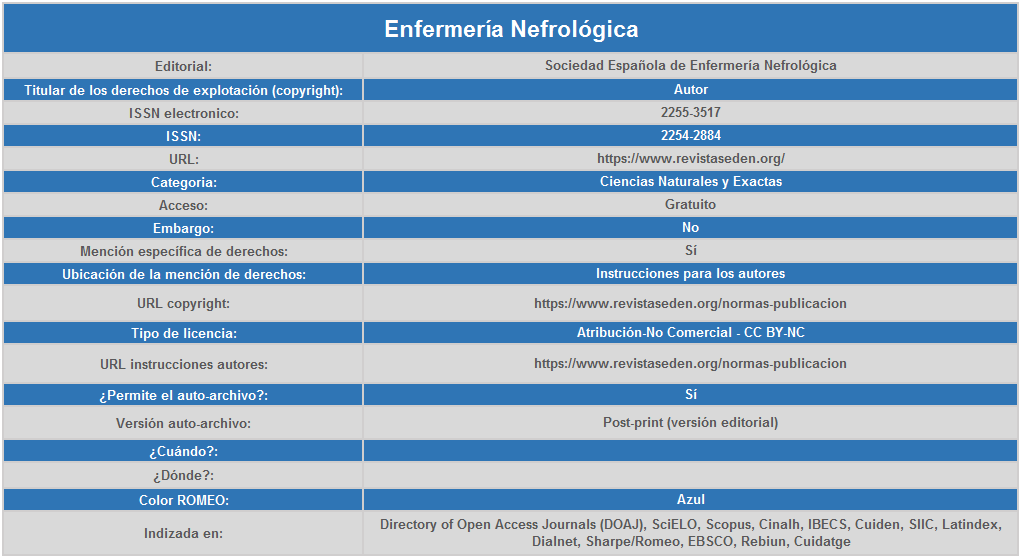 Enfermería Nefrológica
Editorial: Sociedad Española de Enfermería Nefrológica
Titular de los derechos de explotación (copyright): Autor
ISSN electronico: 2255-3517
ISSN: 2254-2884
URL: https://www.revistaseden.org/
Categoria: Ciencias Naturales y Exactas
Acceso: Gratuito
Embargo: No
Mención específica de derechos: Sí
Ubicación de la mención de derechos: Instrucciones para los autores
URL copyright: https://www.revistaseden.org/normas-publicacion
Tipo de licencia: Atribución-No Comercial - CC BY-NC
URL instrucciones autores: https://www.revistaseden.org/normas-publicacion
¿Permite el auto-archivo?: Sí
Versión auto-archivo: Post-print (versión editorial)
¿Cuándo?:
¿Dónde?:
Color ROMEO: Azul
Indizada en: Directory of Open Access Journals (DOAJ), SciELO, Scopus, Cinalh, IBECS, Cuiden, SIIC, Latindex,
Dialnet, Sharpe/Romeo, EBSCO, Rebiun, Cuidatge